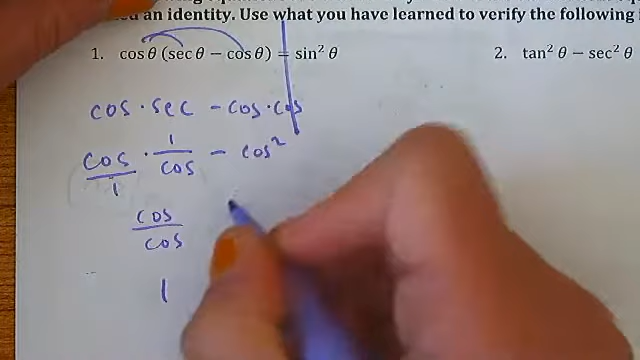 an identity. Use what you have learned to verify the following
1. cos θ (sec θ − cos θ) = sin² θ
2. tan² θ − sec² θ
cos · sec − cos · cos
cos/1 · 1/cos − cos²
cos/cos
1